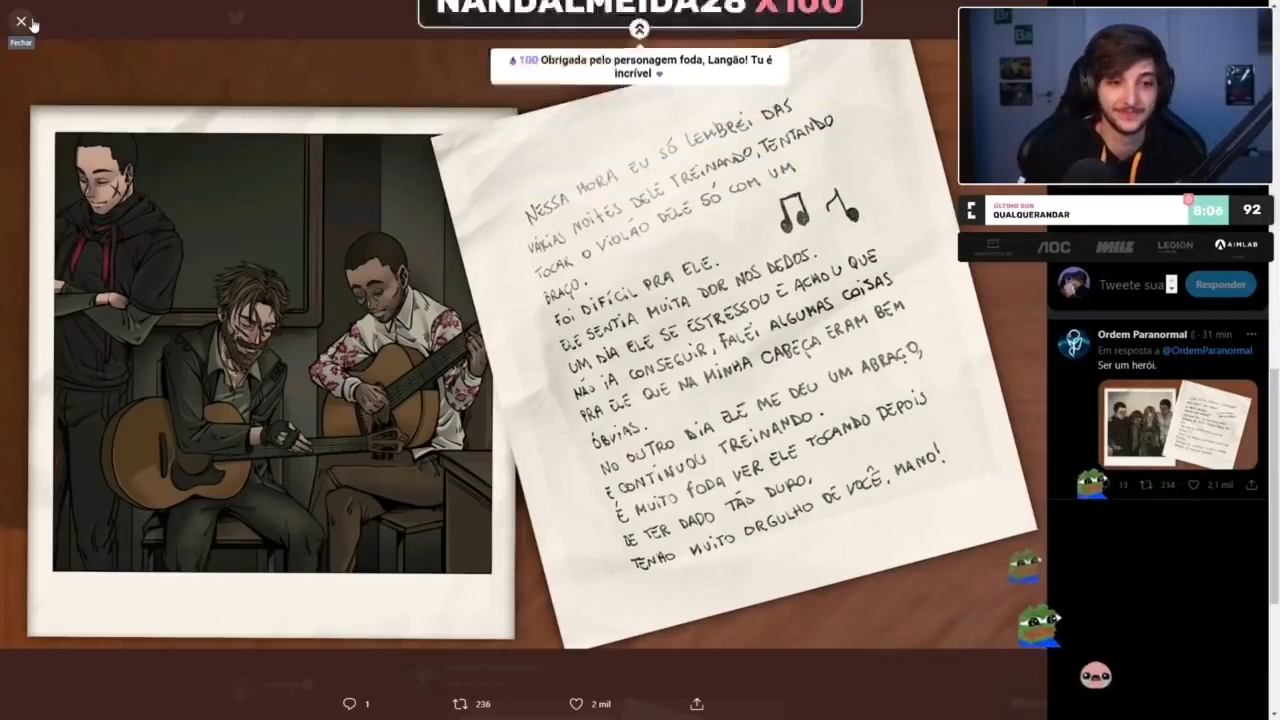 NANDALMEIDA28 X100
Fechar
100 Obrigada pelo personagem foda, Langão! Tu é
incrível
NESSA HORA EU SÓ LEMBREI DAS
VÁRIAS NOITES DELE TREINANDO, TENTANDO
TOCAR O VIOLÃO DELE SÓ COM UM
BRAÇO.
FOI DIFÍCIL PRA ELE.
ELE SENTIA MUITA DOR NOS DEDOS.
UM DIA ELE SE ESTRESSOU E ACHOU QUE
NÃO IA CONSEGUIR, FALEI ALGUMAS COISAS
PRA ELE QUE NA MINHA CABEÇA ERAM BEM
ÓBVIAS.
NO OUTRO DIA ELE ME DEU UM ABRAÇO,
E CONTINUOU TREINANDO.
É MUITO FODA VER ELE TOCANDO DEPOIS
DE TER DADO TÃO DURO,
TENHO MUITO ORGULHO DE VOCÊ, MANO!
ÚLTIMO SUB
QUALQUERANDAR
8:06
92
AOC
LEGION
AIMLAB
Tweete sua
Responder
Ordem Paranormal
· 31 min
Em resposta a @OrdemParanormal
Ser um herói.
13
314
2,1 mil
1
236
2 mil